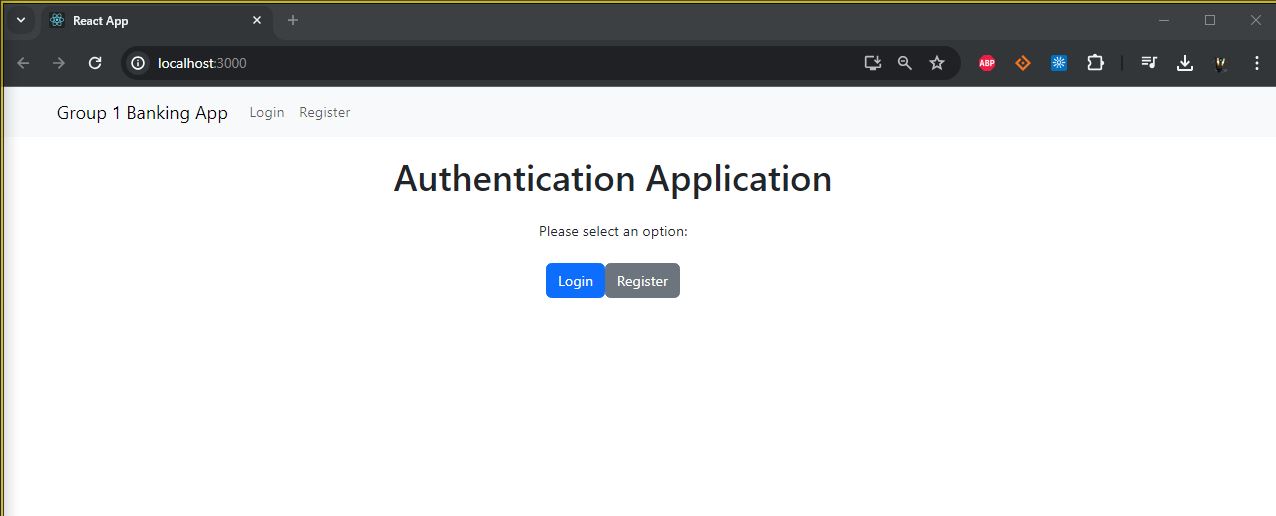 React App
localhost:3000
ABP
Group 1 Banking App Login Register
Authentication Application
Please select an option:
Login Register